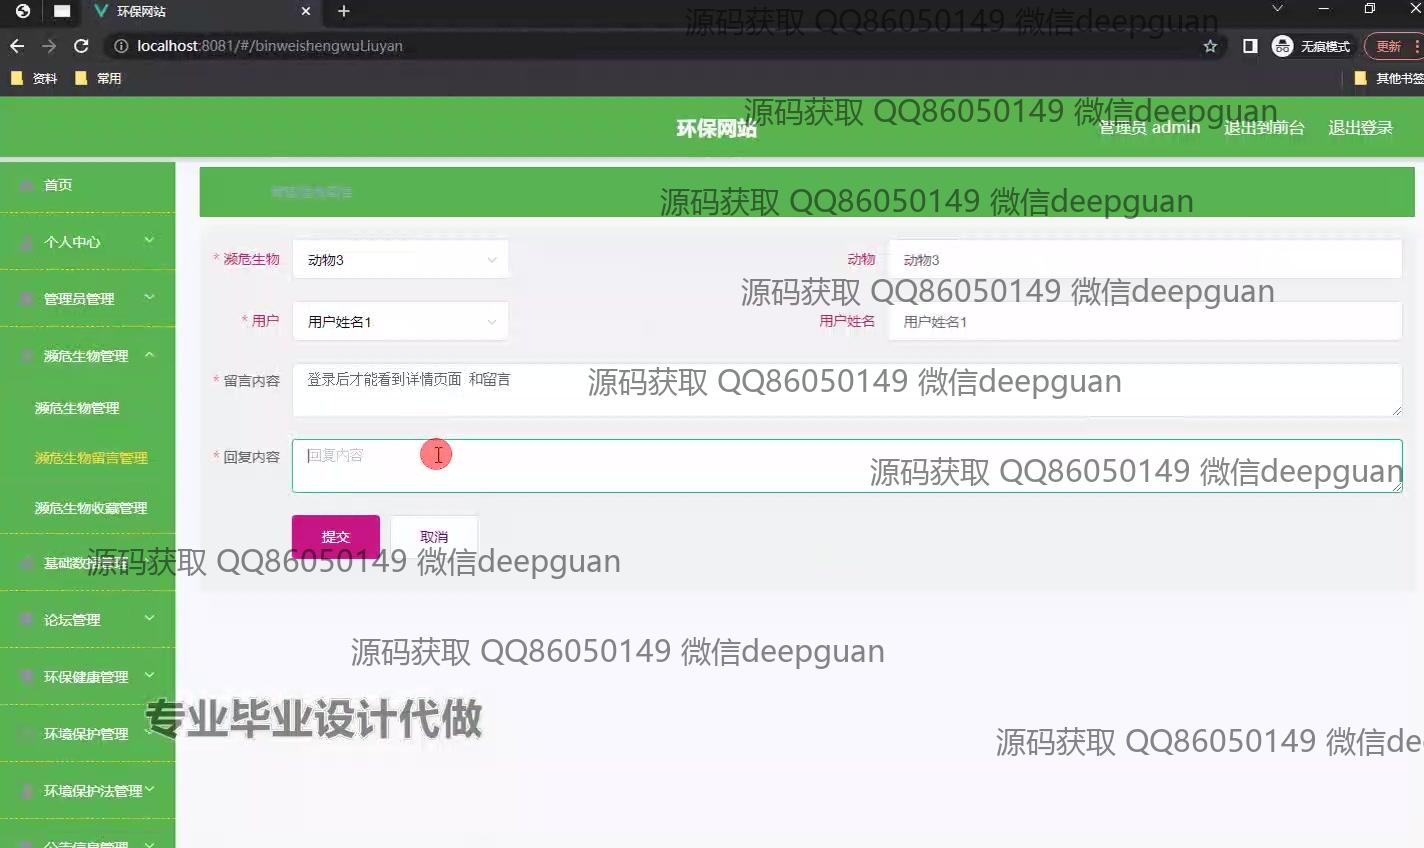 环保网站
源码获取 QQ86050149 微信deepguan
localhost:8081/#/binweishengwuLiuyan
无痕模式
更新
资料
常用
其他书签
源码获取 QQ86050149 微信deepguan
环保网站
管理员 admin
退出到前台
退出登录
首页
源码获取 QQ86050149 微信deepguan
个人中心
* 濒危生物
动物3
动物
动物3
管理员管理
源码获取 QQ86050149 微信deepguan
* 用户
用户姓名1
用户姓名
用户姓名1
濒危生物管理
* 留言内容
登录后才能看到详情页面 和留言
源码获取 QQ86050149 微信deepguan
濒危生物管理
濒危生物留言管理
* 回复内容
回复内容
源码获取 QQ86050149 微信deepguan
濒危生物收藏管理
提交
取消
基础数据管理
源码获取 QQ86050149 微信deepguan
论坛管理
源码获取 QQ86050149 微信deepguan
环保健康管理
专业毕业设计代做
环境保护管理
源码获取 QQ86050149 微信dee
环境保护法管理
公告信息管理